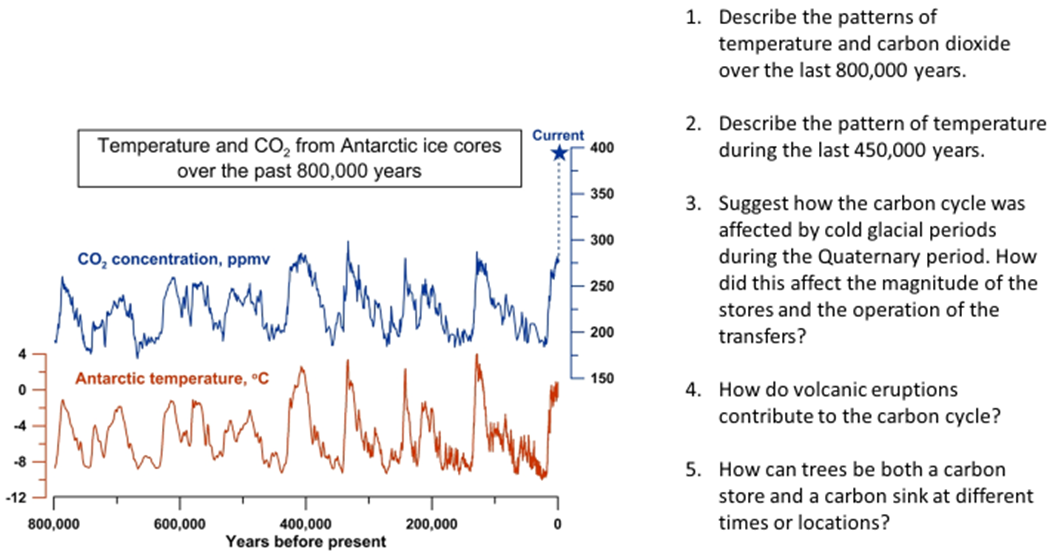 Temperature and CO₂ from Antarctic ice cores
over the past 800,000 years
Current
400
350
300
250
200
150
CO₂ concentration, ppmv
Antarctic temperature, °C
4
0
-4
-8
-12
800,000
600,000
400,000
200,000
0
Years before present
1. Describe the patterns of
temperature and carbon dioxide
over the last 800,000 years.
2. Describe the pattern of temperature
during the last 450,000 years.
3. Suggest how the carbon cycle was
affected by cold glacial periods
during the Quaternary period. How
did this affect the magnitude of the
stores and the operation of the
transfers?
4. How do volcanic eruptions
contribute to the carbon cycle?
5. How can trees be both a carbon
store and a carbon sink at different
times or locations?